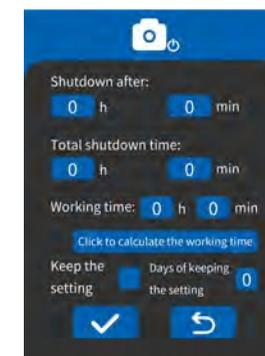 Shutdown after:
0 h 0 min
Total shutdown time:
0 h 0 min
Working time: 0 h 0 min
Click to calculate the working time
Keep the setting
Days of keeping the setting 0